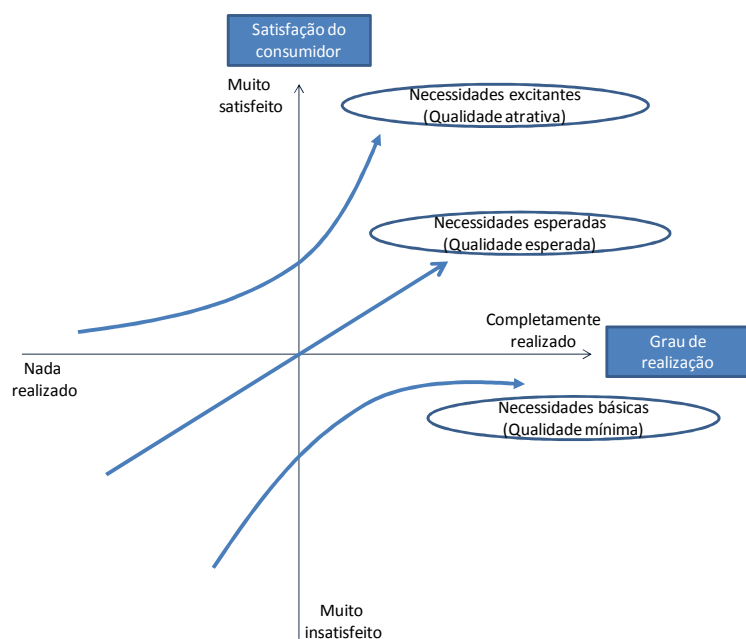 Satisfação do
consumidor
Muito
satisfeito
Necessidades excitantes
(Qualidade atrativa)
Necessidades esperadas
(Qualidade esperada)
Completamente
realizado
Grau de
realização
Nada
realizado
Necessidades básicas
(Qualidade mínima)
Muito
insatisfeito